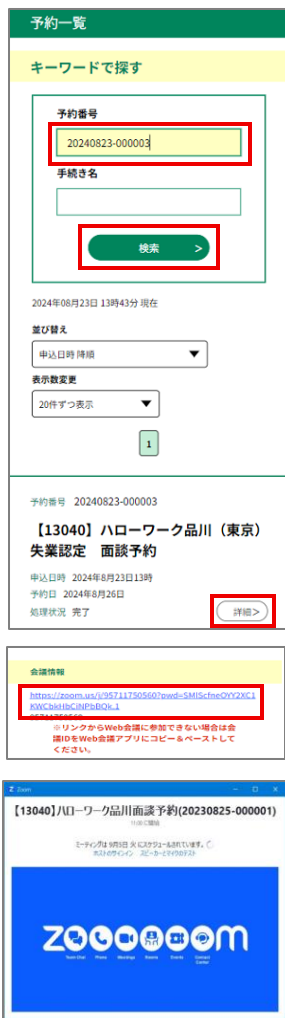 予約一覧
キーワードで探す
予約番号
20240823-000003
手続き名
検索 >
2024年08月23日 13時43分 現在
並び替え
申込日時 降順 ▼
表示数変更
20件ずつ表示 ▼
1
予約番号 20240823-000003
【13040】ハローワーク品川（東京）
失業認定　面談予約
申込日時 2024年8月23日13時
予約日 2024年8月26日
処理状況 完了
詳細>
会議情報
https://zoom.us/j/95711750560?pwd=SMlScfneOYY2XC1
KWCbkHbCiNPbBQk.1
※リンクからWeb会議に参加できない場合は会
議IDをWeb会議アプリにコピー＆ペーストして
ください。
Zoom
【13040】ハローワーク品川面談予約(20230825-000001)
ミーティングは 9月5日 火 にスケジュールされています。
ホストのサインイン　スピーカーとマイクのテスト
ZOOOOOOM
Team Chat Phone Meetings Rooms Events Contact Center